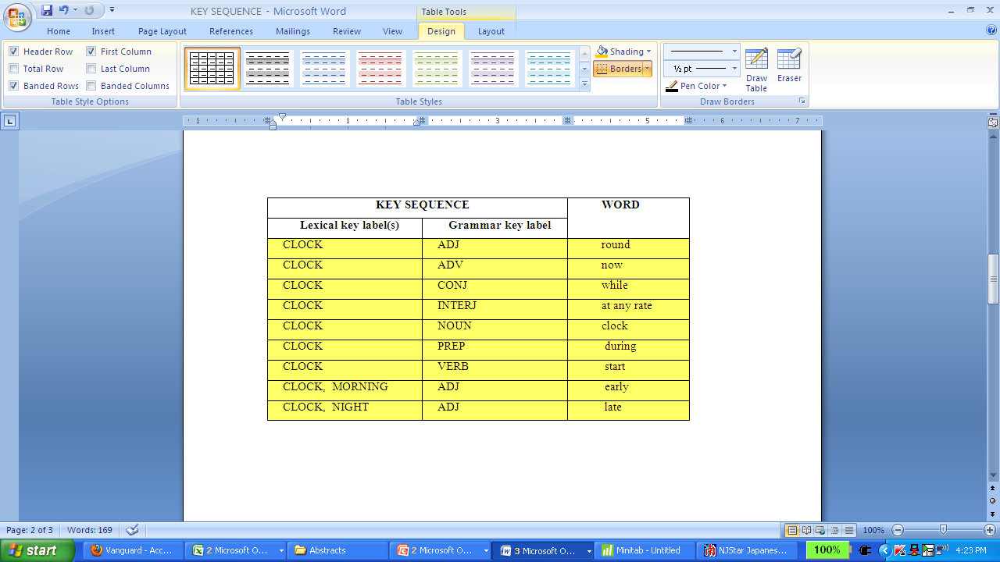 KEY SEQUENCE - Microsoft Word
Table Tools
Home Insert Page Layout References Mailings Review View Design Layout
Header Row First Column
Total Row Last Column
Banded Rows Banded Columns
Table Style Options
Table Styles
Shading
Borders
½ pt
Pen Color
Draw Table
Eraser
Draw Borders
1 1 3 5 6 7
KEY SEQUENCE WORD
Lexical key label(s) Grammar key label
CLOCK ADJ round
CLOCK ADV now
CLOCK CONJ while
CLOCK INTERJ at any rate
CLOCK NOUN clock
CLOCK PREP during
CLOCK VERB start
CLOCK, MORNING ADJ early
CLOCK, NIGHT ADJ late
Page: 2 of 3 Words: 169 100%
start Vanguard - Acc... 2 Microsoft O... Abstracts 2 Microsoft O... 3 Microsoft O... Minitab - Untitled NJStar Japanes... 100% 4:23 PM